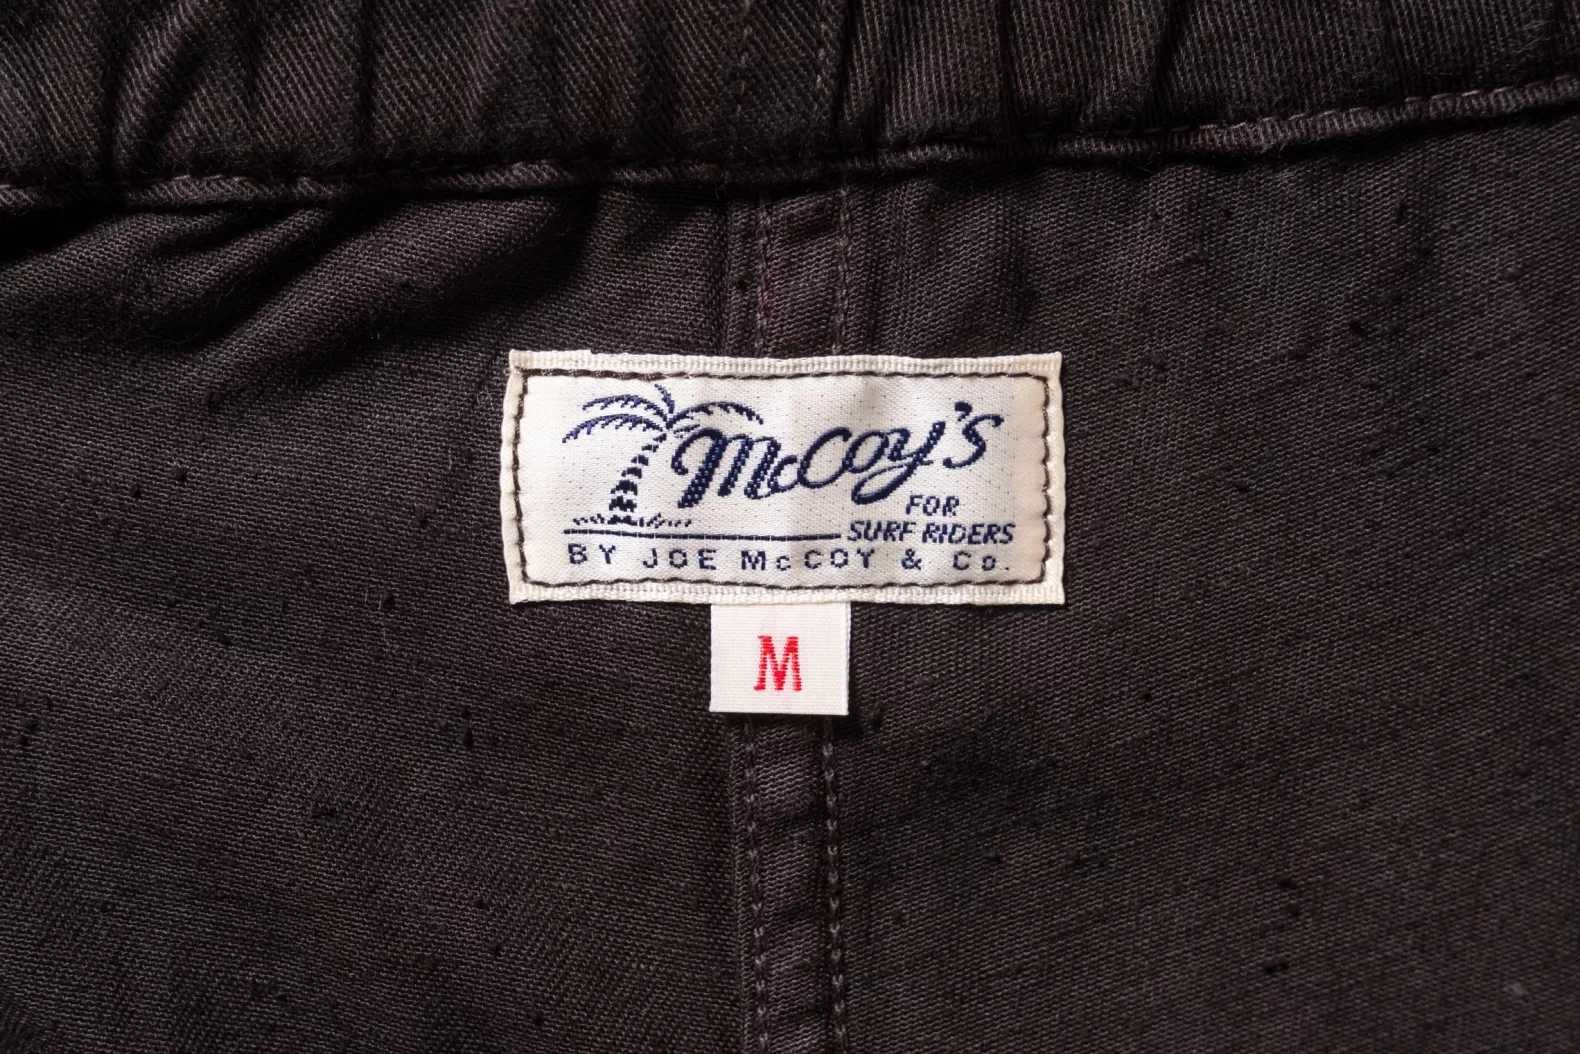 McCoy's
FOR
SURF RIDERS
BY JOE McCOY & Co.
M